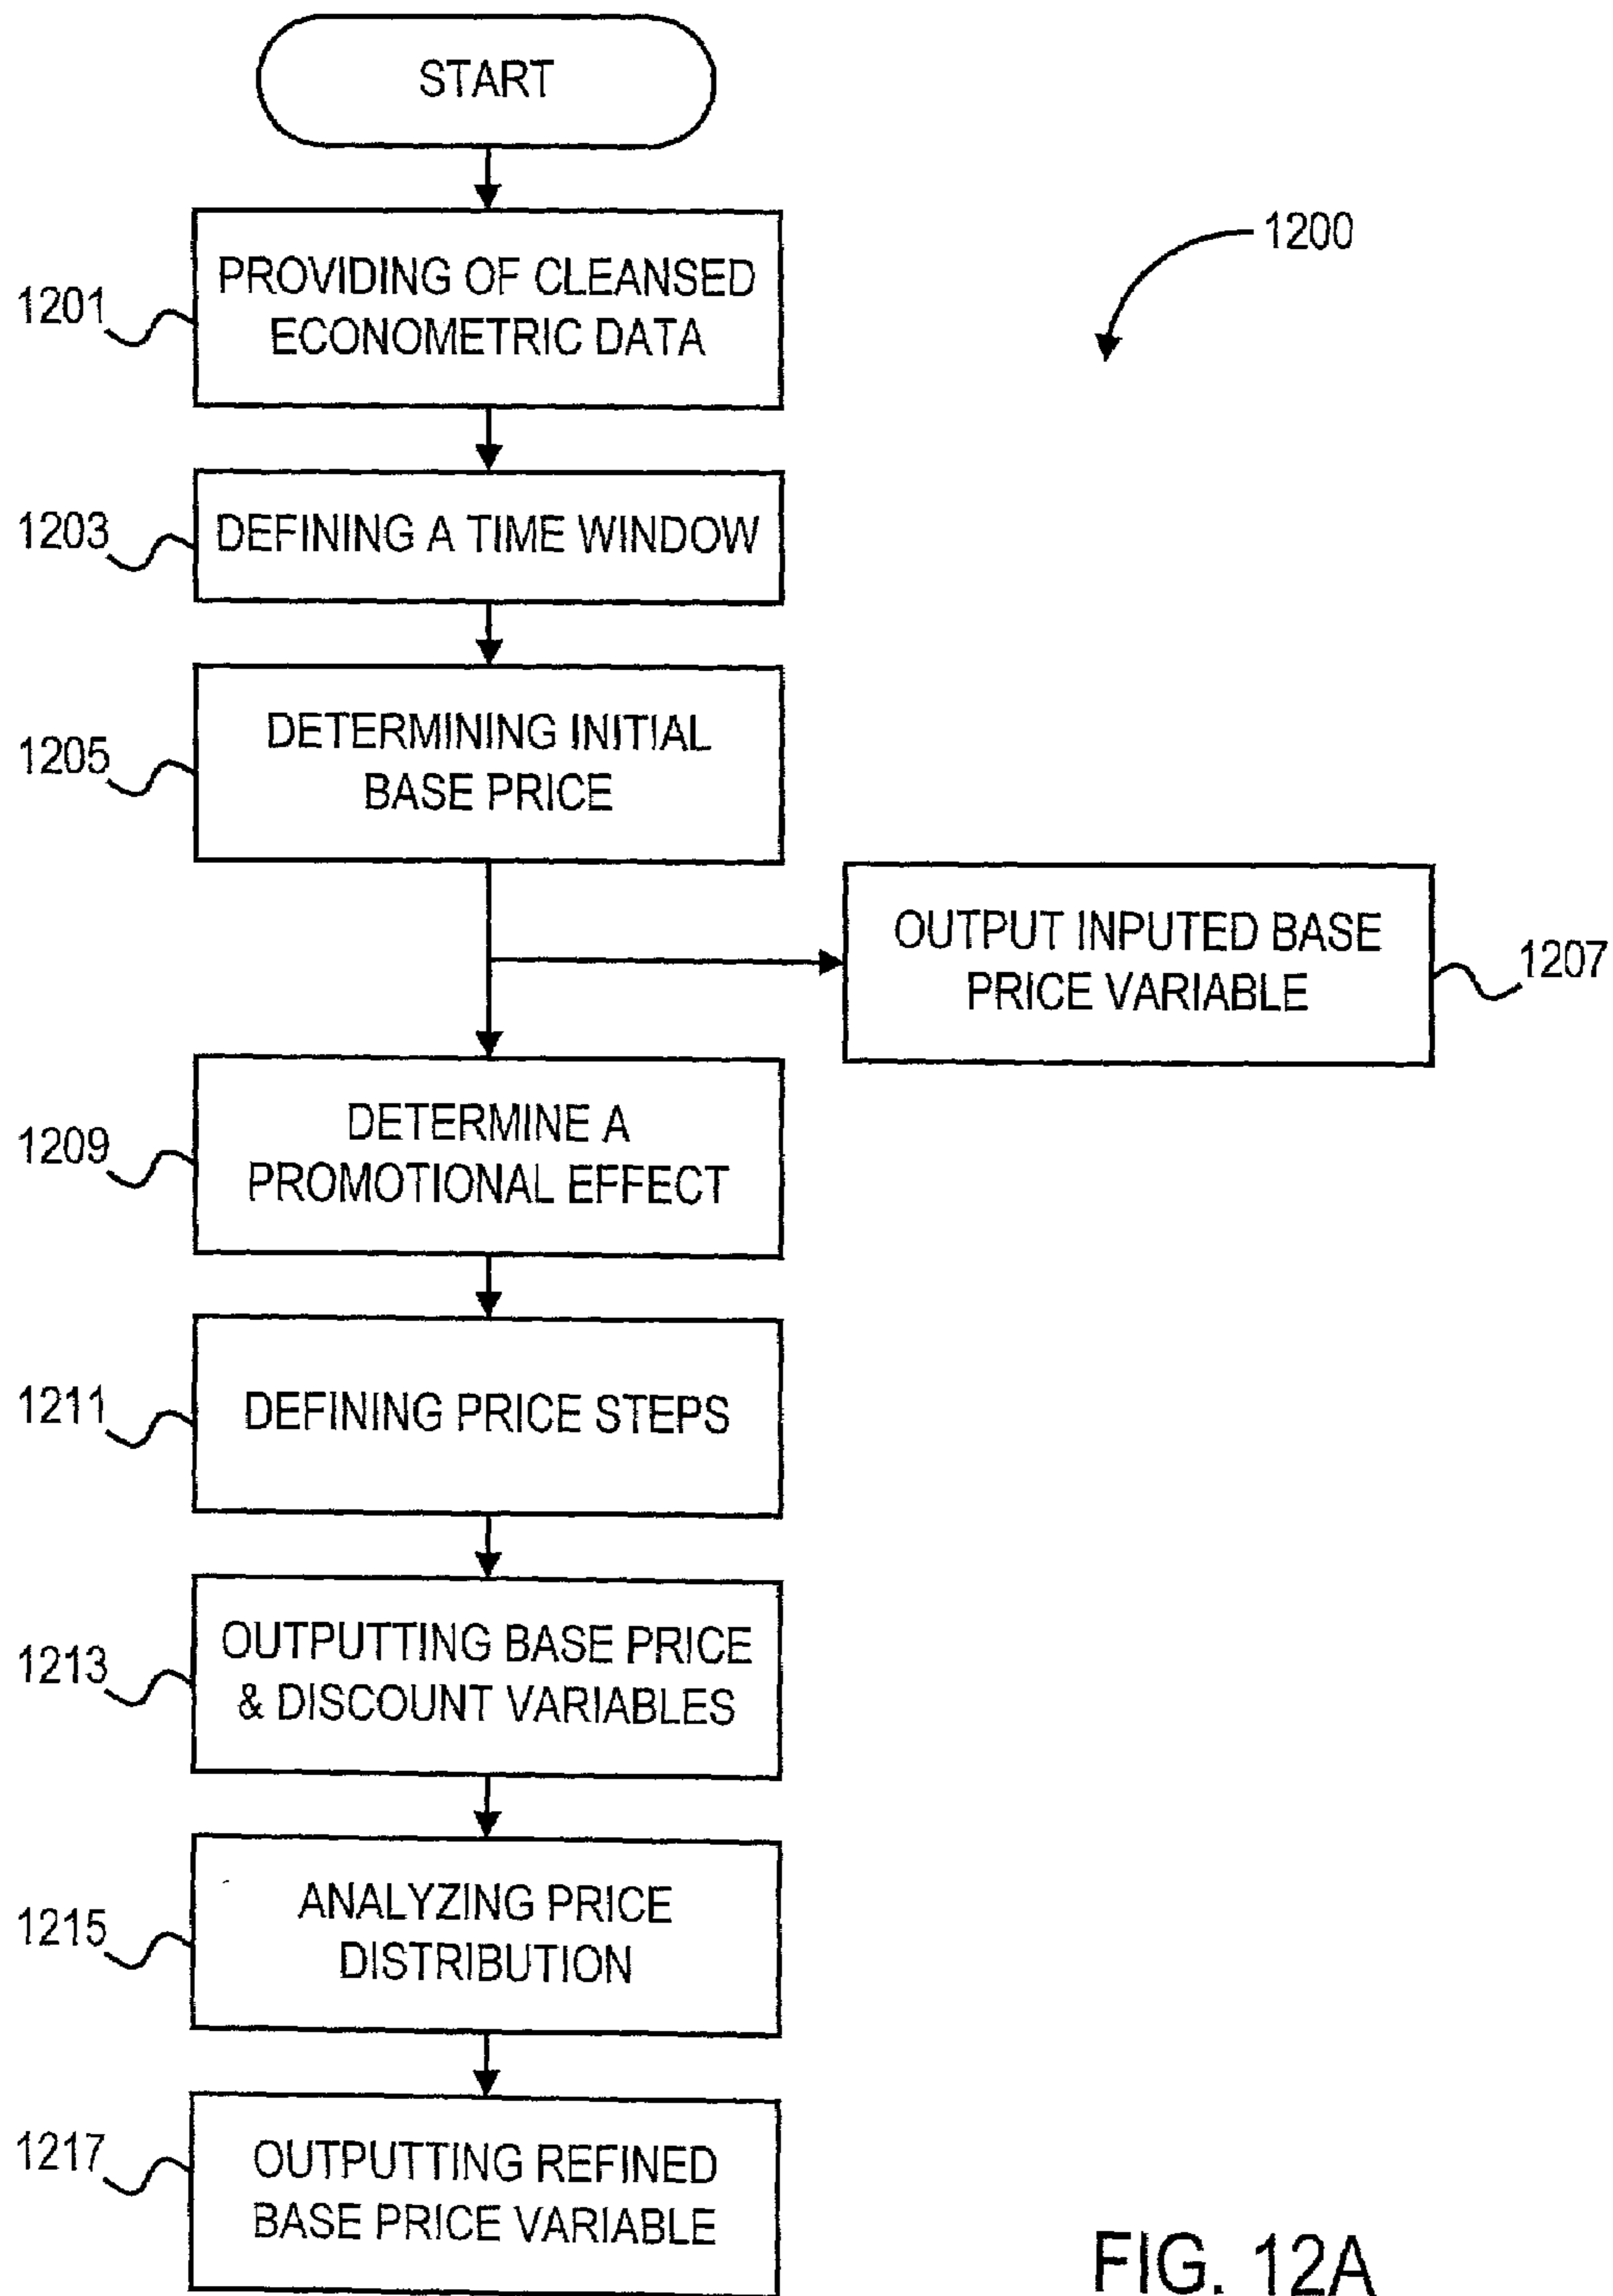 START
1200
1201
PROVIDING OF CLEANSED
ECONOMETRIC DATA
1203
DEFINING A TIME WINDOW
1205
DETERMINING INITIAL
BASE PRICE
OUTPUT INPUTED BASE
PRICE VARIABLE
1207
1209
DETERMINE A
PROMOTIONAL EFFECT
1211
DEFINING PRICE STEPS
1213
OUTPUTTING BASE PRICE
& DISCOUNT VARIABLES
1215
ANALYZING PRICE
DISTRIBUTION
1217
OUTPUTTING REFINED
BASE PRICE VARIABLE
FIG. 12A